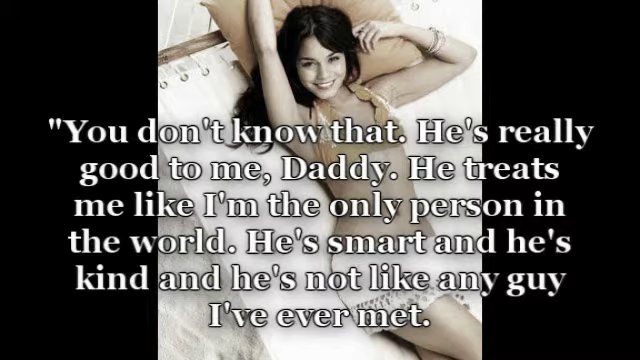 "You don't know that. He's really
good to me, Daddy. He treats
me like I'm the only person in
the world. He's smart and he's
kind and he's not like any guy
I've ever met.